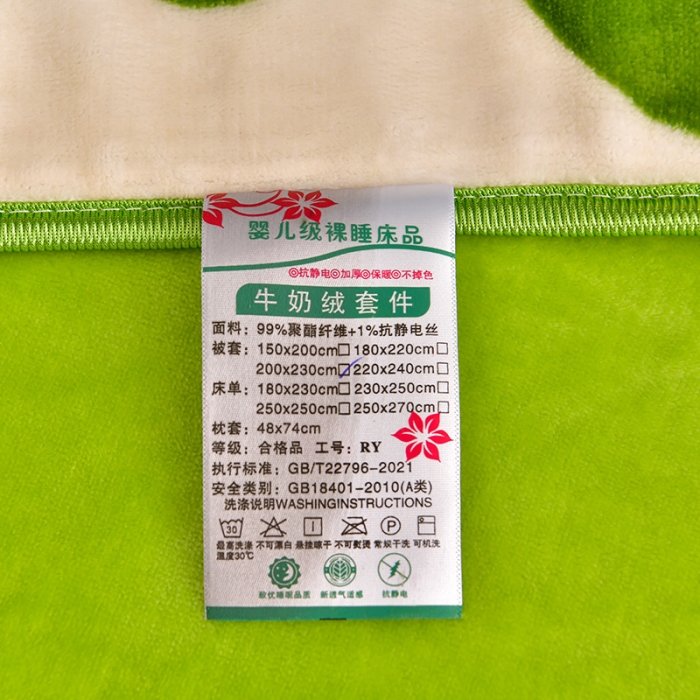 婴儿级裸睡床品
◎抗静电◎加厚◎保暖◎不掉色
牛奶绒套件
面料：99%聚酯纤维+1%抗静电丝
被套：150x200cm□ 180x220cm□
200x230cm☑ 220x240cm□
床单：180x230cm□ 230x250cm□
250x250cm□ 250x270cm□
枕套：48x74cm
等级：合格品 工号：RY
执行标准：GB/T22796-2021
安全类别：GB18401-2010(A类)
洗涤说明WASHINGINSTRUCTIONS
30 P
最高洗涤 不可漂白 悬挂晾干 不可熨烫 常规干洗 可机洗
温度30℃
睡眠品质 新透气适感 抗静电